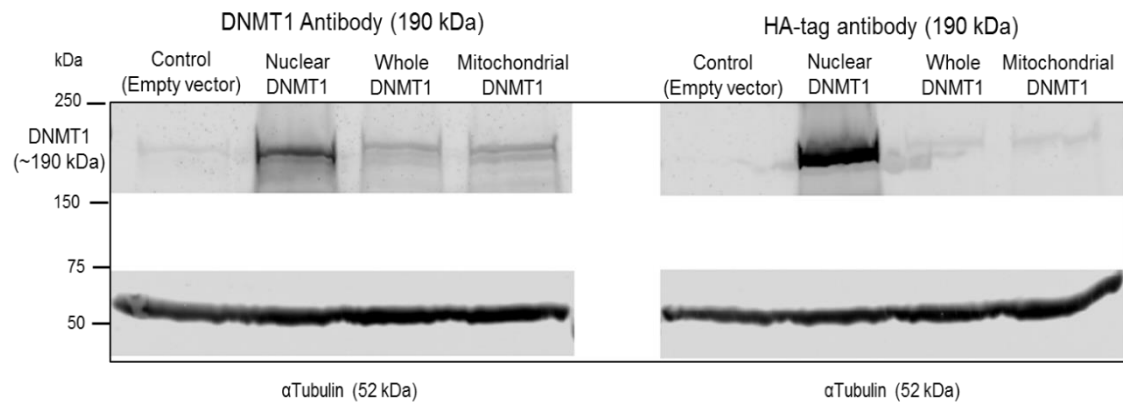 DNMT1 Antibody (190 kDa)
HA-tag antibody (190 kDa)
kDa
Control
(Empty vector)
Nuclear
DNMT1
Whole
DNMT1
Mitochondrial
DNMT1
Control
(Empty vector)
Nuclear
DNMT1
Whole
DNMT1
Mitochondrial
DNMT1
250
DNMT1
(~190 kDa)
150
75
50
αTubulin (52 kDa)
αTubulin (52 kDa)